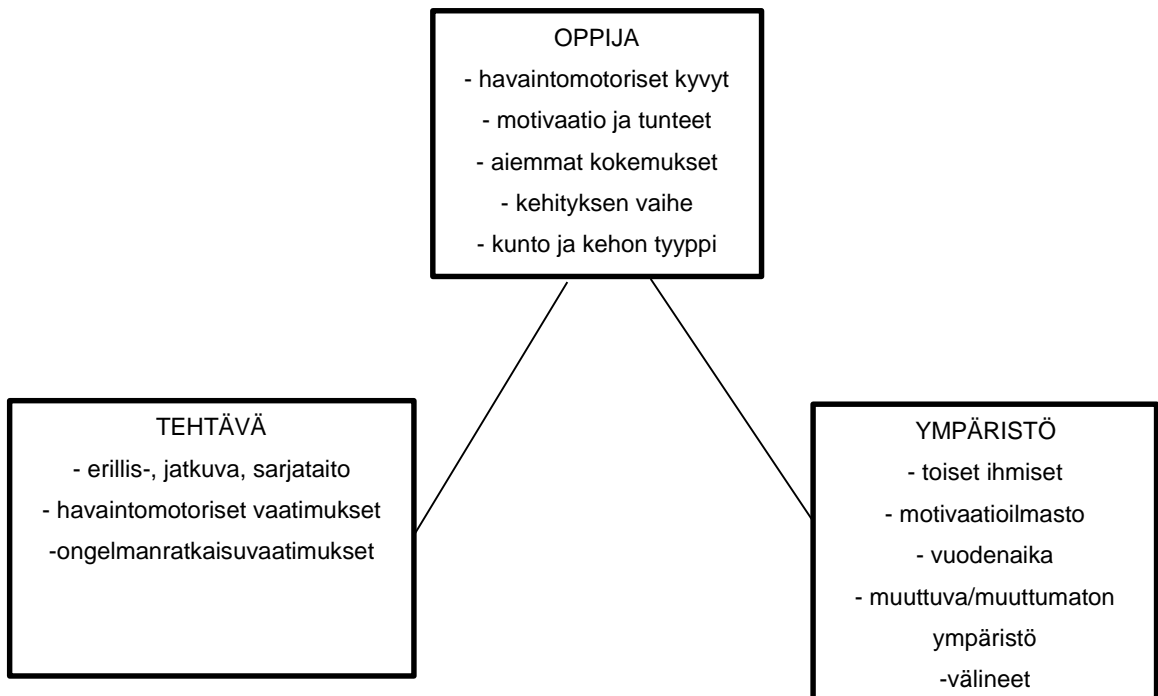 OPPIJA
- havaintomotoriset kyvyt
- motivaatio ja tunteet
- aiemmat kokemukset
- kehityksen vaihe
- kunto ja kehon tyyppi
TEHTÄVÄ
- erillis-, jatkuva, sarjataito
- havaintomotoriset vaatimukset
-ongelmanratkaisuvaatimukset
YMPÄRISTÖ
- toiset ihmiset
- motivaatioilmasto
- vuodenaika
- muuttuva/muuttumaton
ympäristö
-välineet